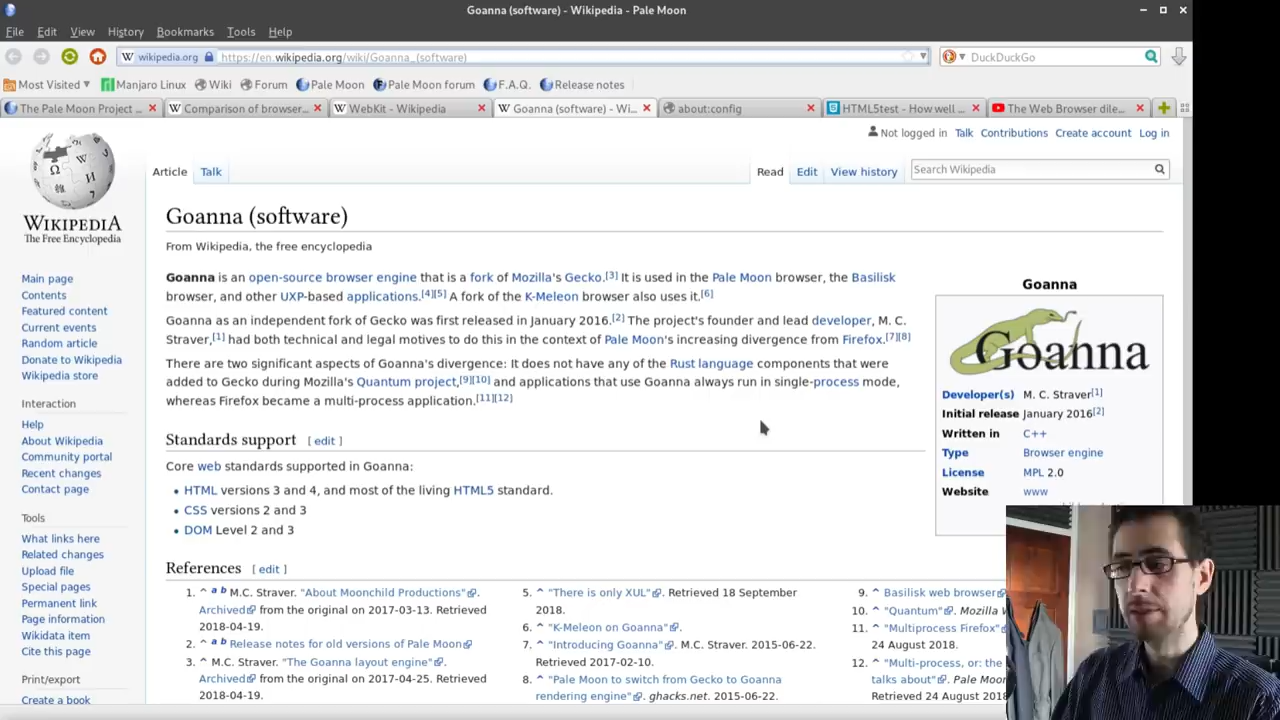 Goanna (software) - Wikipedia - Pale Moon
File Edit View History Bookmarks Tools Help
wikipedia.org https://en.wikipedia.org/wiki/Goanna_(software) DuckDuckGo
Most Visited Manjaro Linux Wiki Forum Pale Moon Pale Moon forum F.A.Q. Release notes
The Pale Moon Project ... Comparison of browser... WebKit - Wikipedia Goanna (software) - Wi... about:config HTML5test - How well ... The Web Browser dile...
Not logged in Talk Contributions Create account Log in
Article Talk Read Edit View history Search Wikipedia
WIKIPEDIA
The Free Encyclopedia
Main page
Contents
Featured content
Current events
Random article
Donate to Wikipedia
Wikipedia store
Interaction
Help
About Wikipedia
Community portal
Recent changes
Contact page
Tools
What links here
Related changes
Upload file
Special pages
Permanent link
Page information
Wikidata item
Cite this page
Print/export
Create a book
Goanna (software)
From Wikipedia, the free encyclopedia
Goanna is an open-source browser engine that is a fork of Mozilla's Gecko.[3] It is used in the Pale Moon browser, the Basilisk
browser, and other UXP-based applications.[4][5] A fork of the K-Meleon browser also uses it.[6]
Goanna as an independent fork of Gecko was first released in January 2016.[2] The project's founder and lead developer, M. C.
Straver,[1] had both technical and legal motives to do this in the context of Pale Moon's increasing divergence from Firefox.[7][8]
There are two significant aspects of Goanna's divergence: It does not have any of the Rust language components that were
added to Gecko during Mozilla's Quantum project,[9][10] and applications that use Goanna always run in single-process mode,
whereas Firefox became a multi-process application.[11][12]
Standards support [ edit ]
Core web standards supported in Goanna:
• HTML versions 3 and 4, and most of the living HTML5 standard.
• CSS versions 2 and 3
• DOM Level 2 and 3
Goanna
Goanna
Developer(s) M. C. Straver[1]
Initial release January 2016[2]
Written in C++
Type Browser engine
License MPL 2.0
Website www
References [ edit ]
1. ^ a b M.C. Straver. "About Moonchild Productions".
Archived from the original on 2017-03-13. Retrieved
2018-04-19.
2. ^ a b Release notes for old versions of Pale Moon
3. ^ M.C. Straver. "The Goanna layout engine".
Archived from the original on 2017-04-25. Retrieved
2018-04-19.
5. ^ "There is only XUL". Retrieved 18 September
2018.
6. ^ "K-Meleon on Goanna".
7. ^ "Introducing Goanna". M.C. Straver. 2015-06-22.
Retrieved 2017-02-10.
8. ^ "Pale Moon to switch from Gecko to Goanna
rendering engine". ghacks.net. 2015-06-22.
9. ^ Basilisk web browser
10. ^ "Quantum". Mozilla
11. ^ "Multiprocess Firefox"
24 August 2018.
12. ^ "Multi-process, or: the
talks about". Pale Moon
Retrieved 24 August 2018